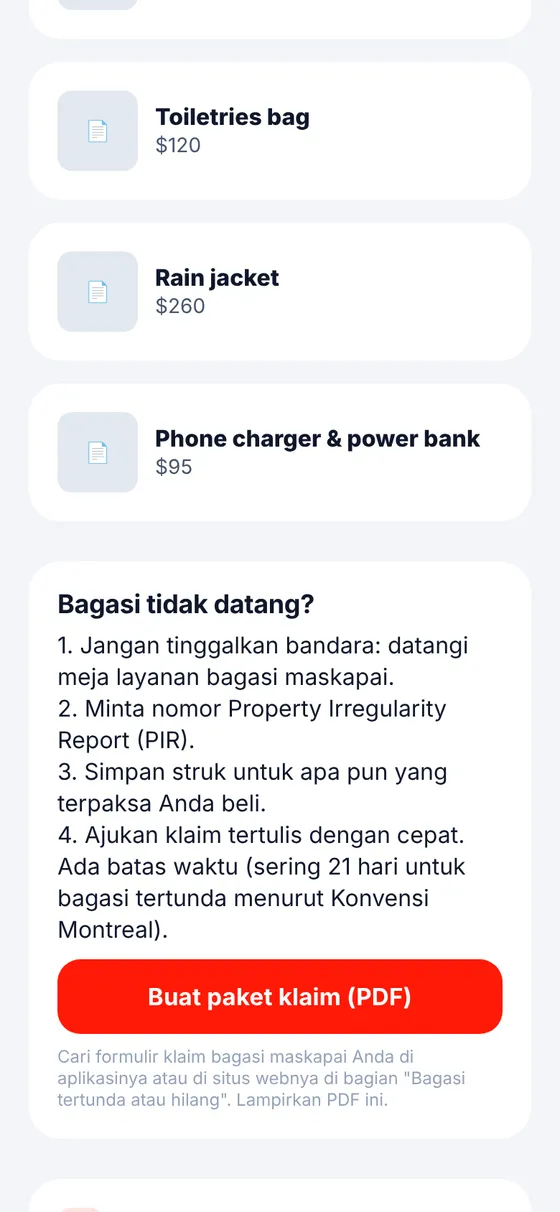 Toiletries bag
$120
Rain jacket
$260
Phone charger & power bank
$95
Bagasi tidak datang?
1. Jangan tinggalkan bandara: datangi
meja layanan bagasi maskapai.
2. Minta nomor Property Irregularity
Report (PIR).
3. Simpan struk untuk apa pun yang
terpaksa Anda beli.
4. Ajukan klaim tertulis dengan cepat.
Ada batas waktu (sering 21 hari untuk
bagasi tertunda menurut Konvensi
Montreal).
Buat paket klaim (PDF)
Cari formulir klaim bagasi maskapai Anda di
aplikasinya atau di situs webnya di bagian "Bagasi
tertunda atau hilang". Lampirkan PDF ini.